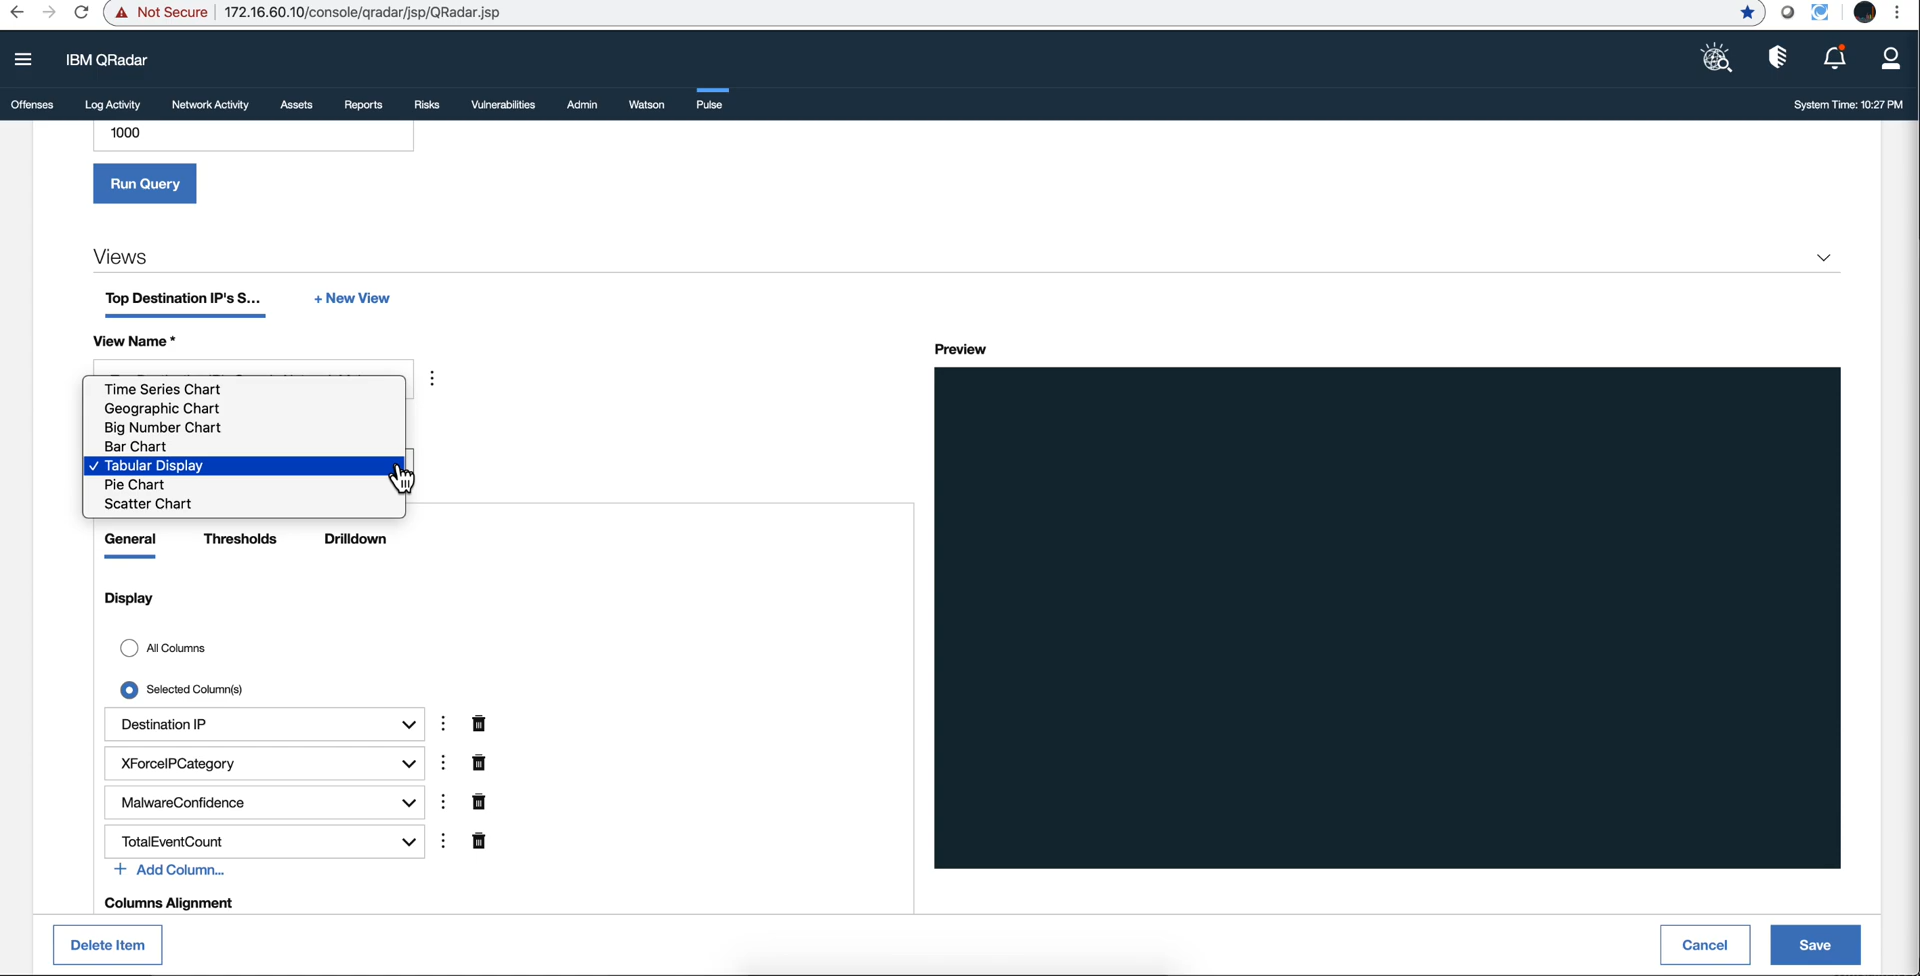 Not Secure
172.16.60.10/console/qradar/jsp/QRadar.jsp
IBM QRadar
Offenses Log Activity Network Activity Assets Reports Risks Vulnerabilities Admin Watson Pulse System Time: 10:27 PM
1000
Run Query
Views
Top Destination IP's S...
+ New View
View Name *
Preview
Time Series Chart
Geographic Chart
Big Number Chart
Bar Chart
✓ Tabular Display
Pie Chart
Scatter Chart
General Thresholds Drilldown
Display
All Columns
Selected Column(s)
Destination IP
XForceIPCategory
MalwareConfidence
TotalEventCount
+ Add Column...
Columns Alignment
Delete Item
Cancel
Save